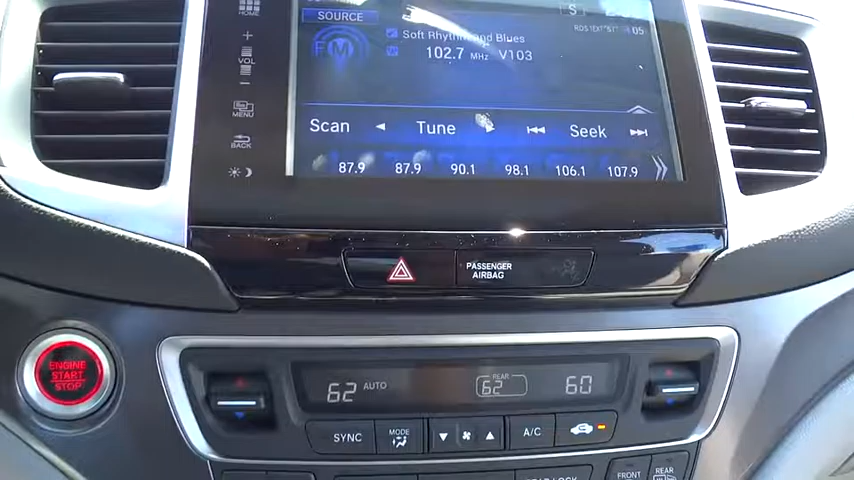 HOME
SOURCE
S
FM
Soft Rhythm and Blues
102.7 MHz V103
+
VOL
−
MENU
BACK
Scan
Tune
Seek
87.9 87.9 90.1 98.1 106.1 107.9
PASSENGER
AIRBAG
ENGINE
START
STOP
62 AUTO
62 REAR
60
REAR
SYNC
MODE
A/C
FRONT
REAR